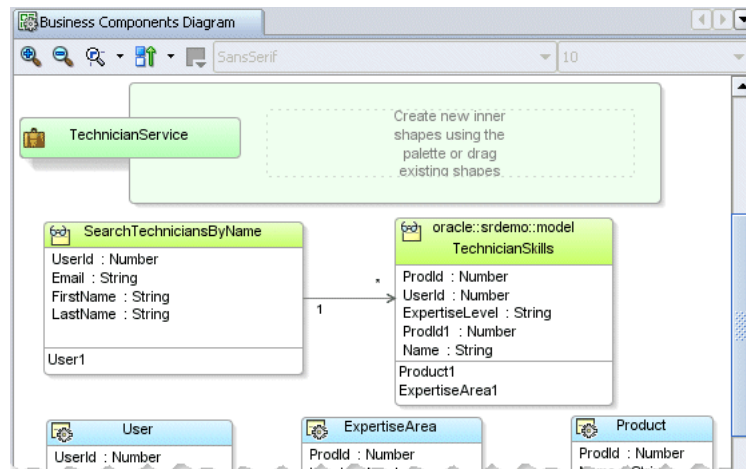 Business Components Diagram
SansSerif
10
TechnicianService
Create new inner
shapes using the
palette or drag
existing shapes
SearchTechniciansByName
UserId : Number
Email : String
FirstName : String
LastName : String
User1
1
*
oracle::srdemo::model
TechnicianSkills
ProdId : Number
UserId : Number
ExpertiseLevel : String
ProdId1 : Number
Name : String
Product1
ExpertiseArea1
User
UserId : Number
ExpertiseArea
ProdId : Number
Product
ProdId : Number